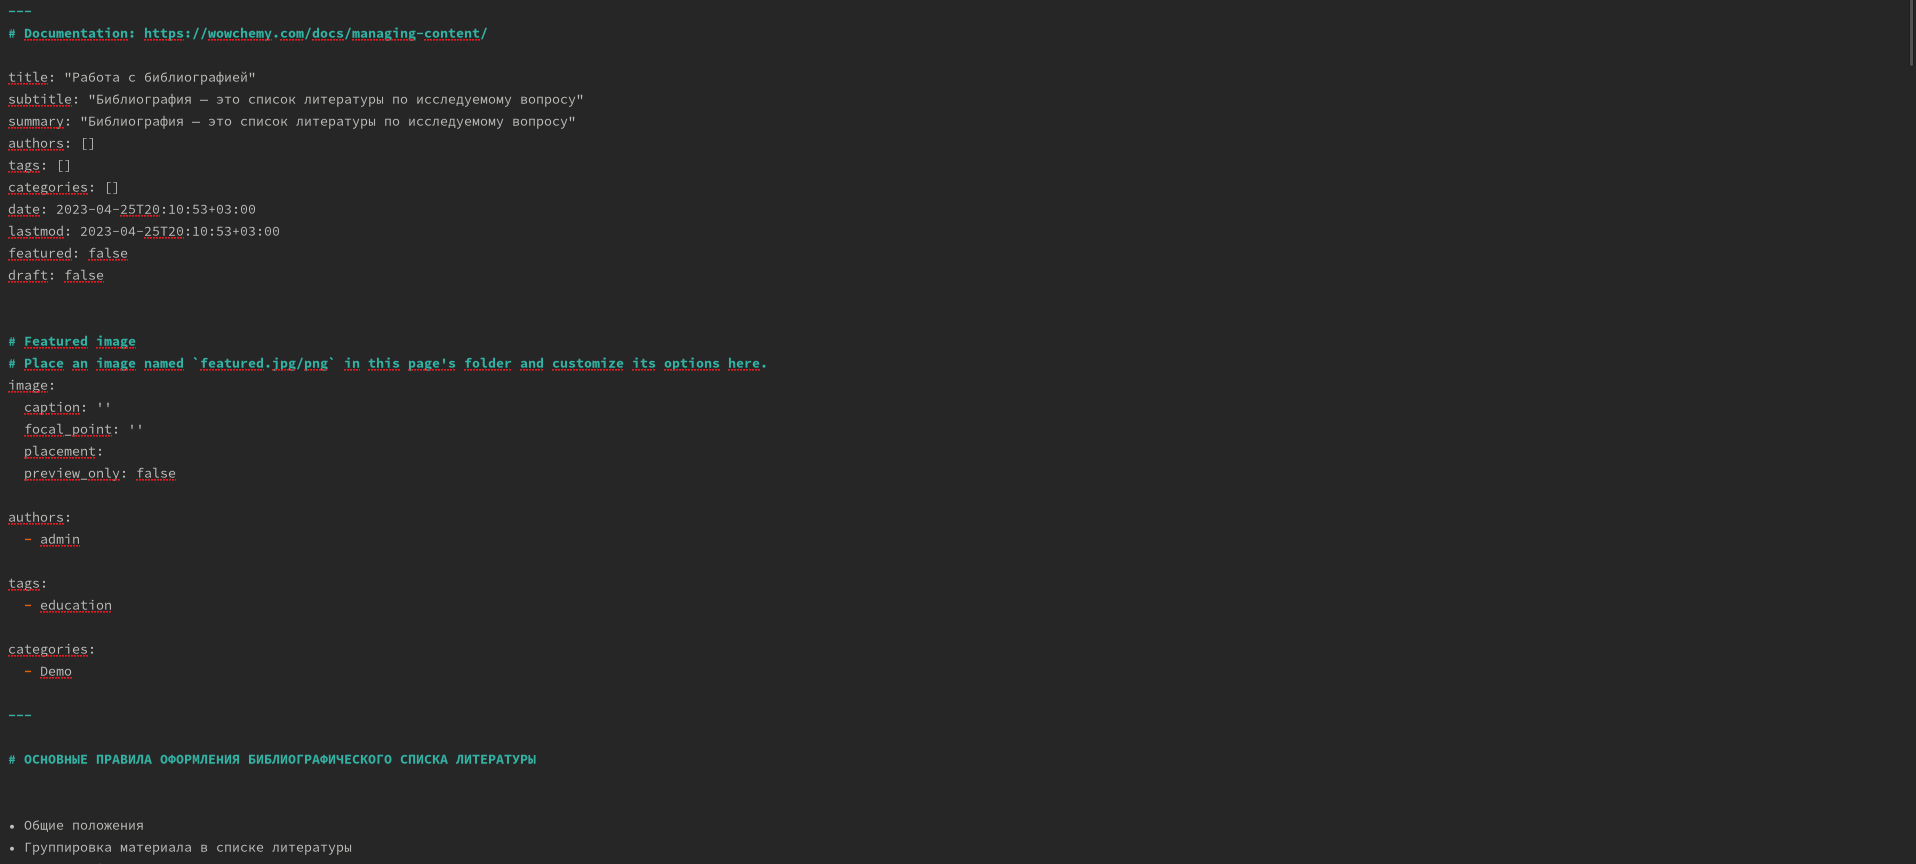 ---
# Documentation: https://wowchemy.com/docs/managing-content/
title: "Работа с библиографией"
subtitle: "Библиография — это список литературы по исследуемому вопросу"
summary: "Библиография — это список литературы по исследуемому вопросу"
authors: []
tags: []
categories: []
date: 2023-04-25T20:10:53+03:00
lastmod: 2023-04-25T20:10:53+03:00
featured: false
draft: false
# Featured image
# Place an image named `featured.jpg/png` in this page's folder and customize its options here.
image:
  caption: ''
  focal_point: ''
  placement:
  preview_only: false
authors:
  - admin
tags:
  - education
categories:
  - Demo
---
# ОСНОВНЫЕ ПРАВИЛА ОФОРМЛЕНИЯ БИБЛИОГРАФИЧЕСКОГО СПИСКА ЛИТЕРАТУРЫ
• Общие положения
• Группировка материала в списке литературы